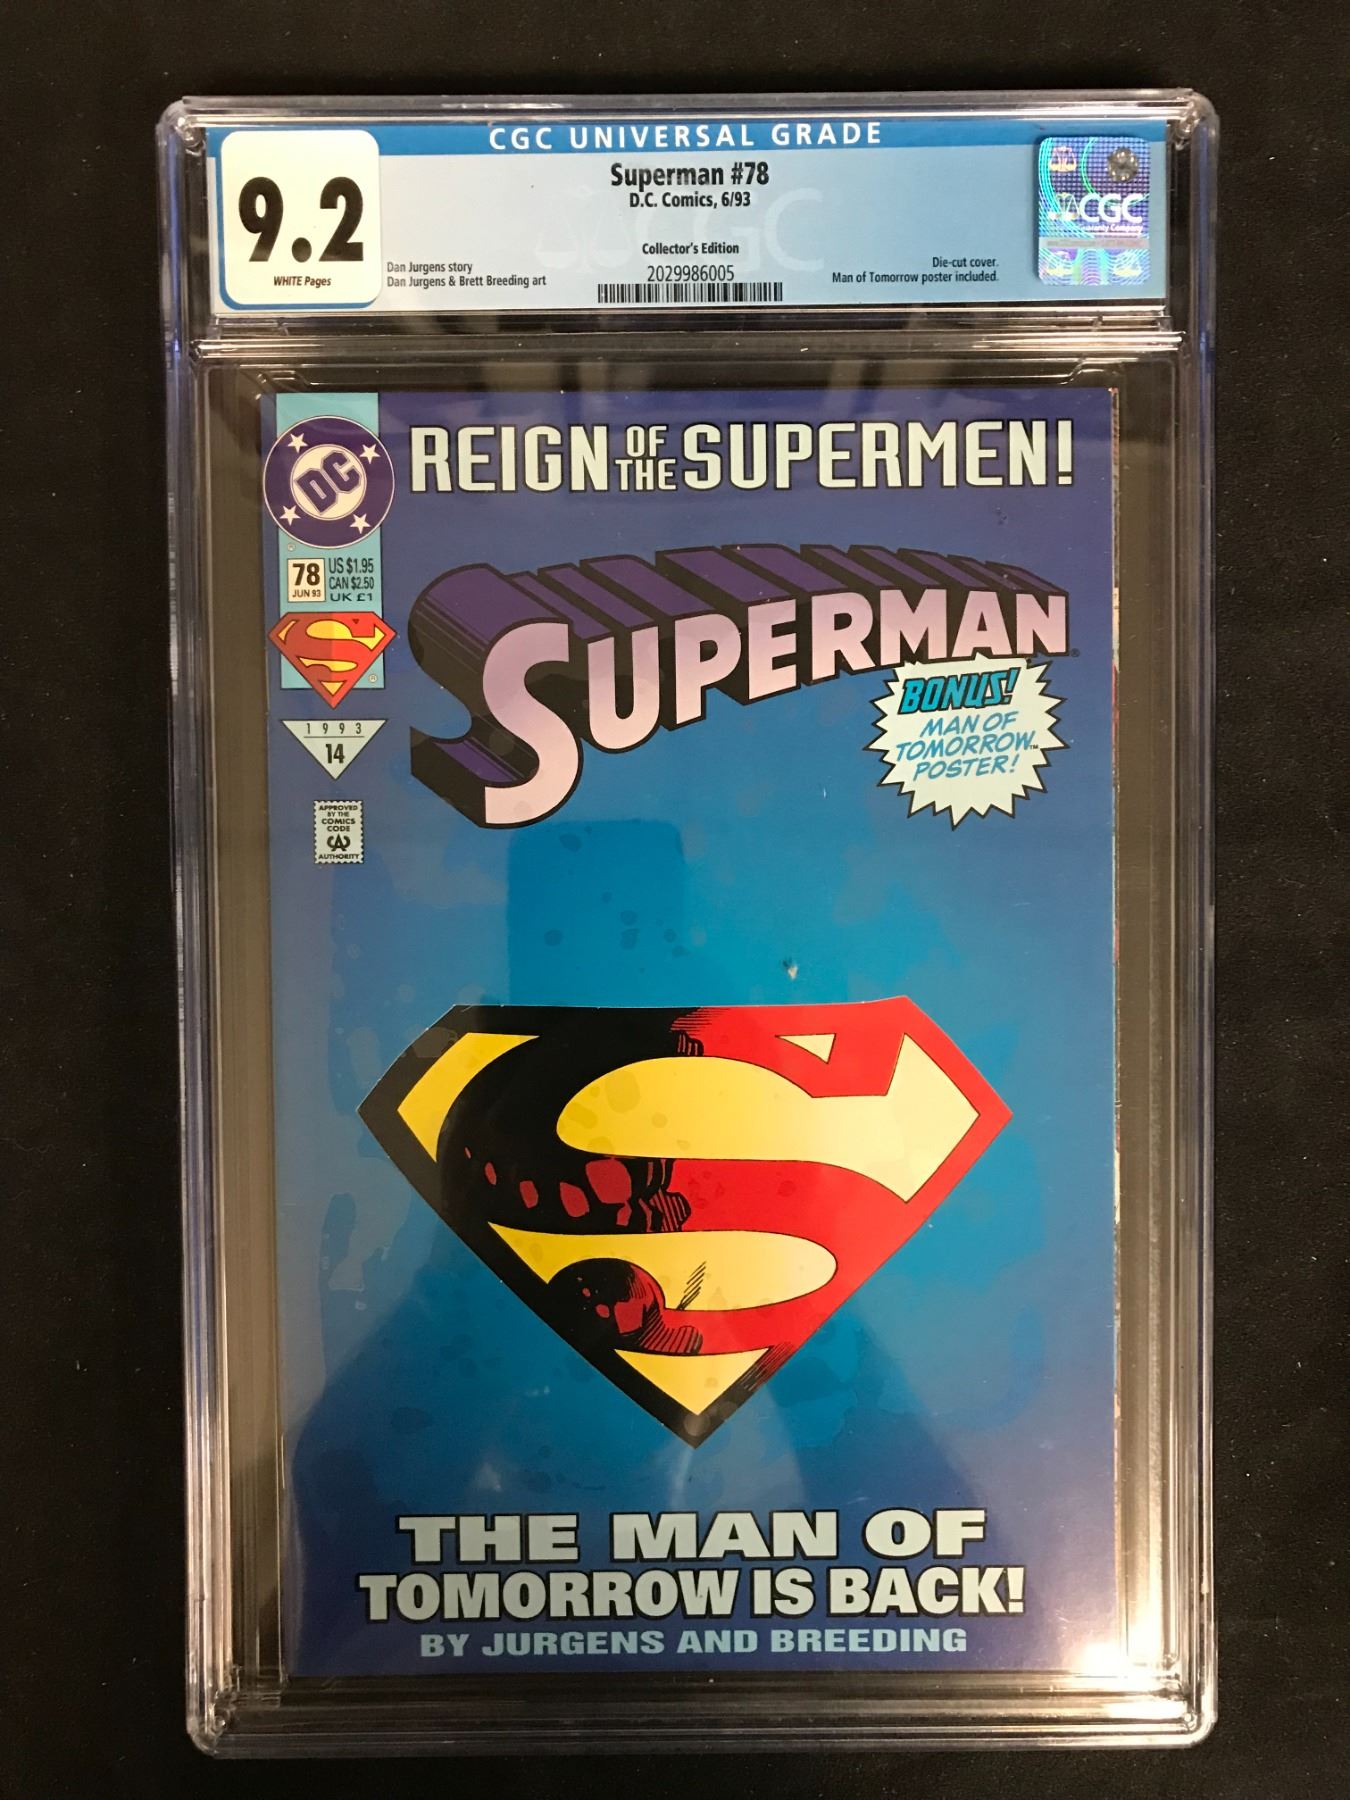 CGC UNIVERSAL GRADE
9.2
WHITE Pages
Superman #78
D.C. Comics, 6/93
Collector's Edition
2029986005
Dan Jurgens story
Dan Jurgens & Brett Breeding art
Die-cut cover.
Man of Tomorrow poster included.
CGC
CGC
DC
REIGN OF THE SUPERMEN!
78
JUN 93
US $1.95
CAN $2.50
UK £1
S
1993
14
APPROVED
BY THE
COMICS
CODE
CA
AUTHORITY
SUPERMAN
BONUS!
MAN OF
TOMORROW™
POSTER!
S
THE MAN OF
TOMORROW IS BACK!
BY JURGENS AND BREEDING